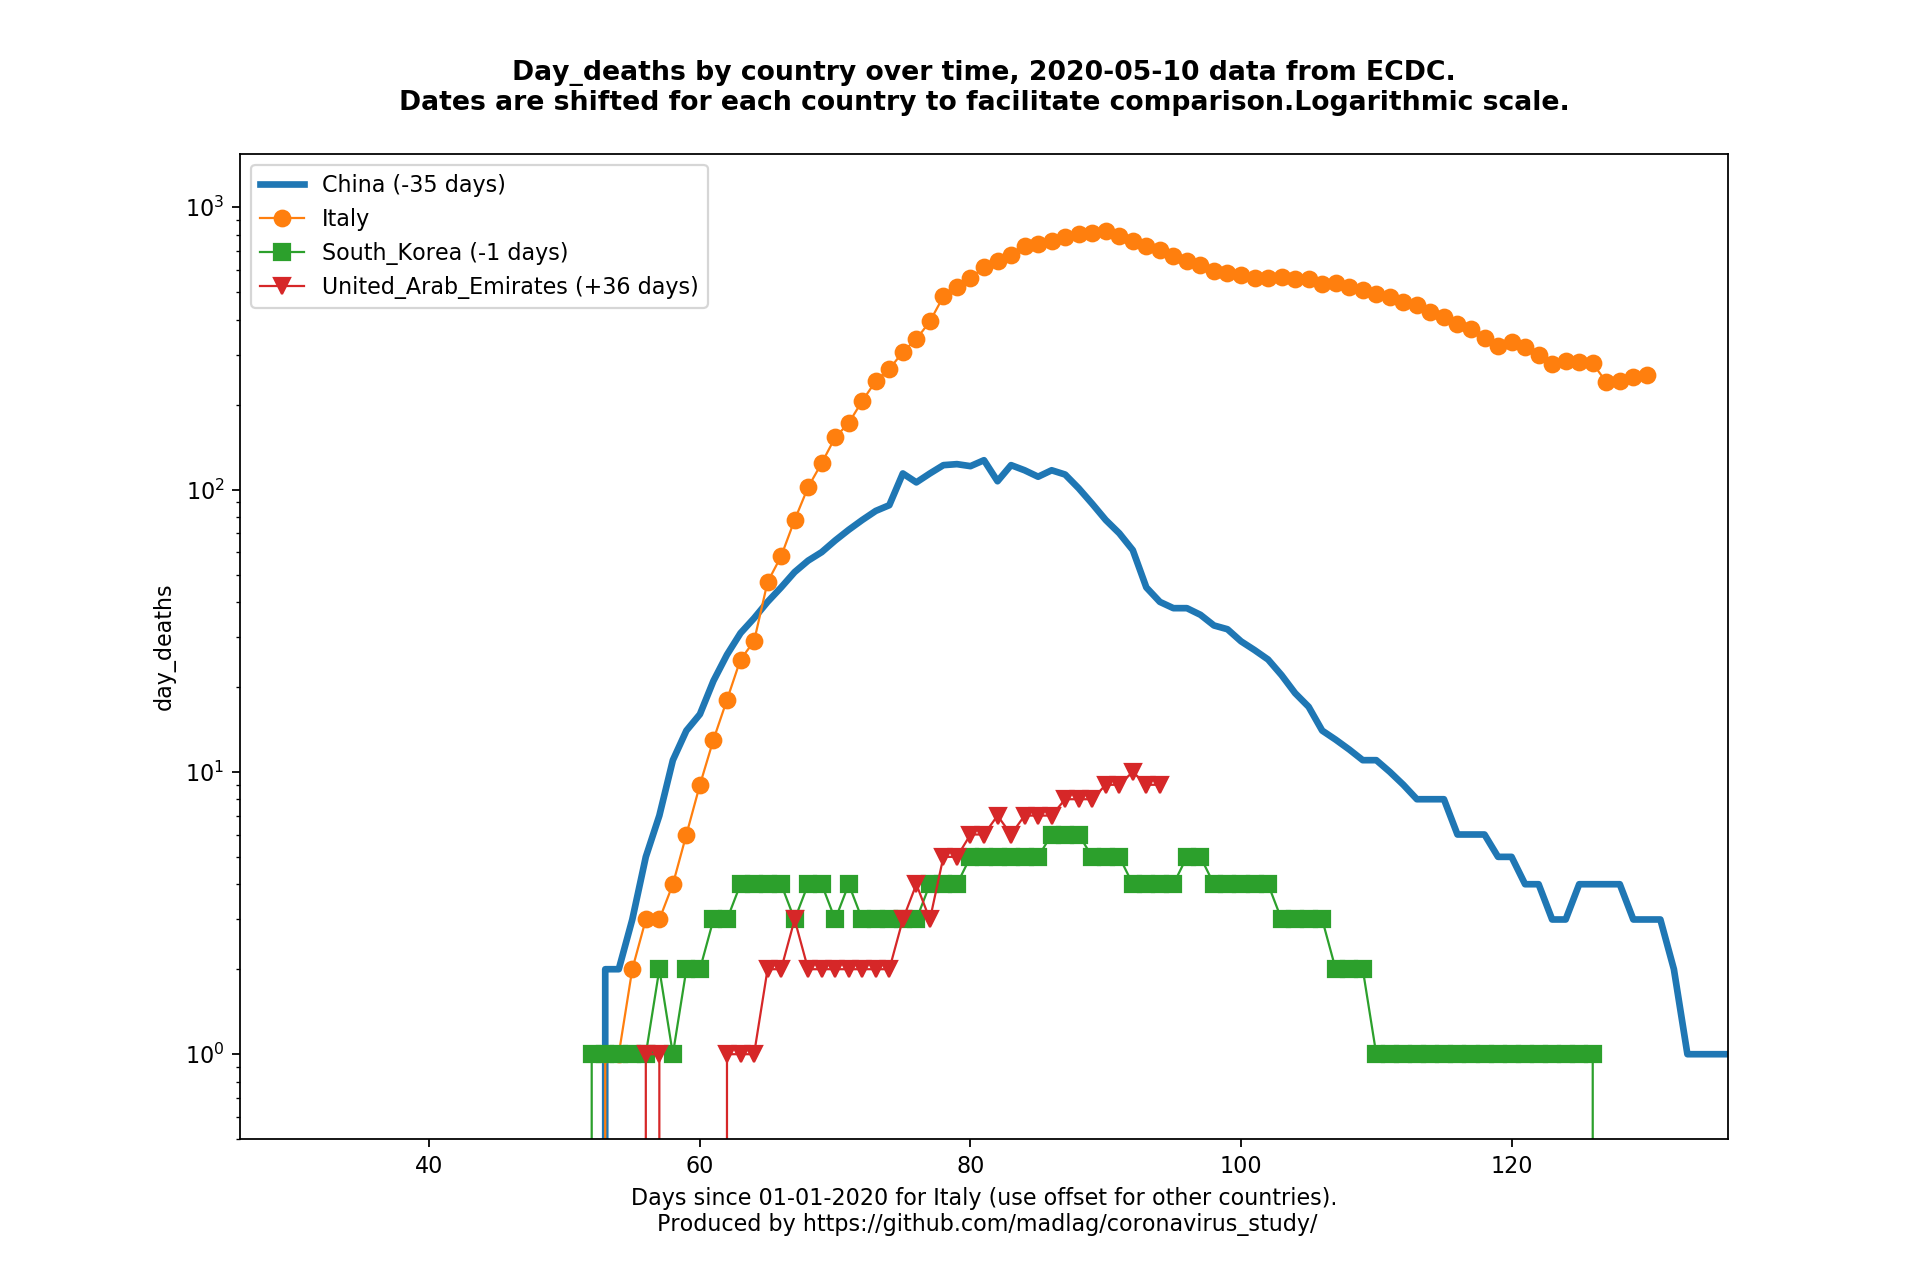 Day_deaths by country over time, 2020-05-10 data from ECDC.
Dates are shifted for each country to facilitate comparison.Logarithmic scale.
China (-35 days)
Italy
South_Korea (-1 days)
United_Arab_Emirates (+36 days)
10³
10²
10¹
10⁰
day_deaths
40 60 80 100 120
Days since 01-01-2020 for Italy (use offset for other countries).
Produced by https://github.com/madlag/coronavirus_study/